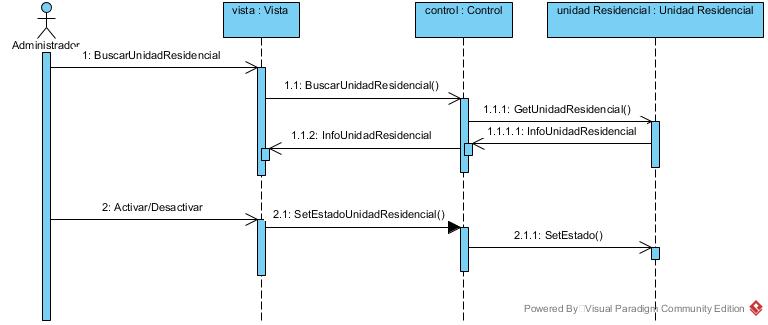 vista : Vista
control : Control
unidad Residencial : Unidad Residencial
Administrador
1: BuscarUnidadResidencial
1.1: BuscarUnidadResidencial()
1.1.1: GetUnidadResidencial()
1.1.2: InfoUnidadResidencial
1.1.1.1: InfoUnidadResidencial
2: Activar/Desactivar
2.1: SetEstadoUnidadResidencial()
2.1.1: SetEstado()
Powered By Visual Paradigm Community Edition